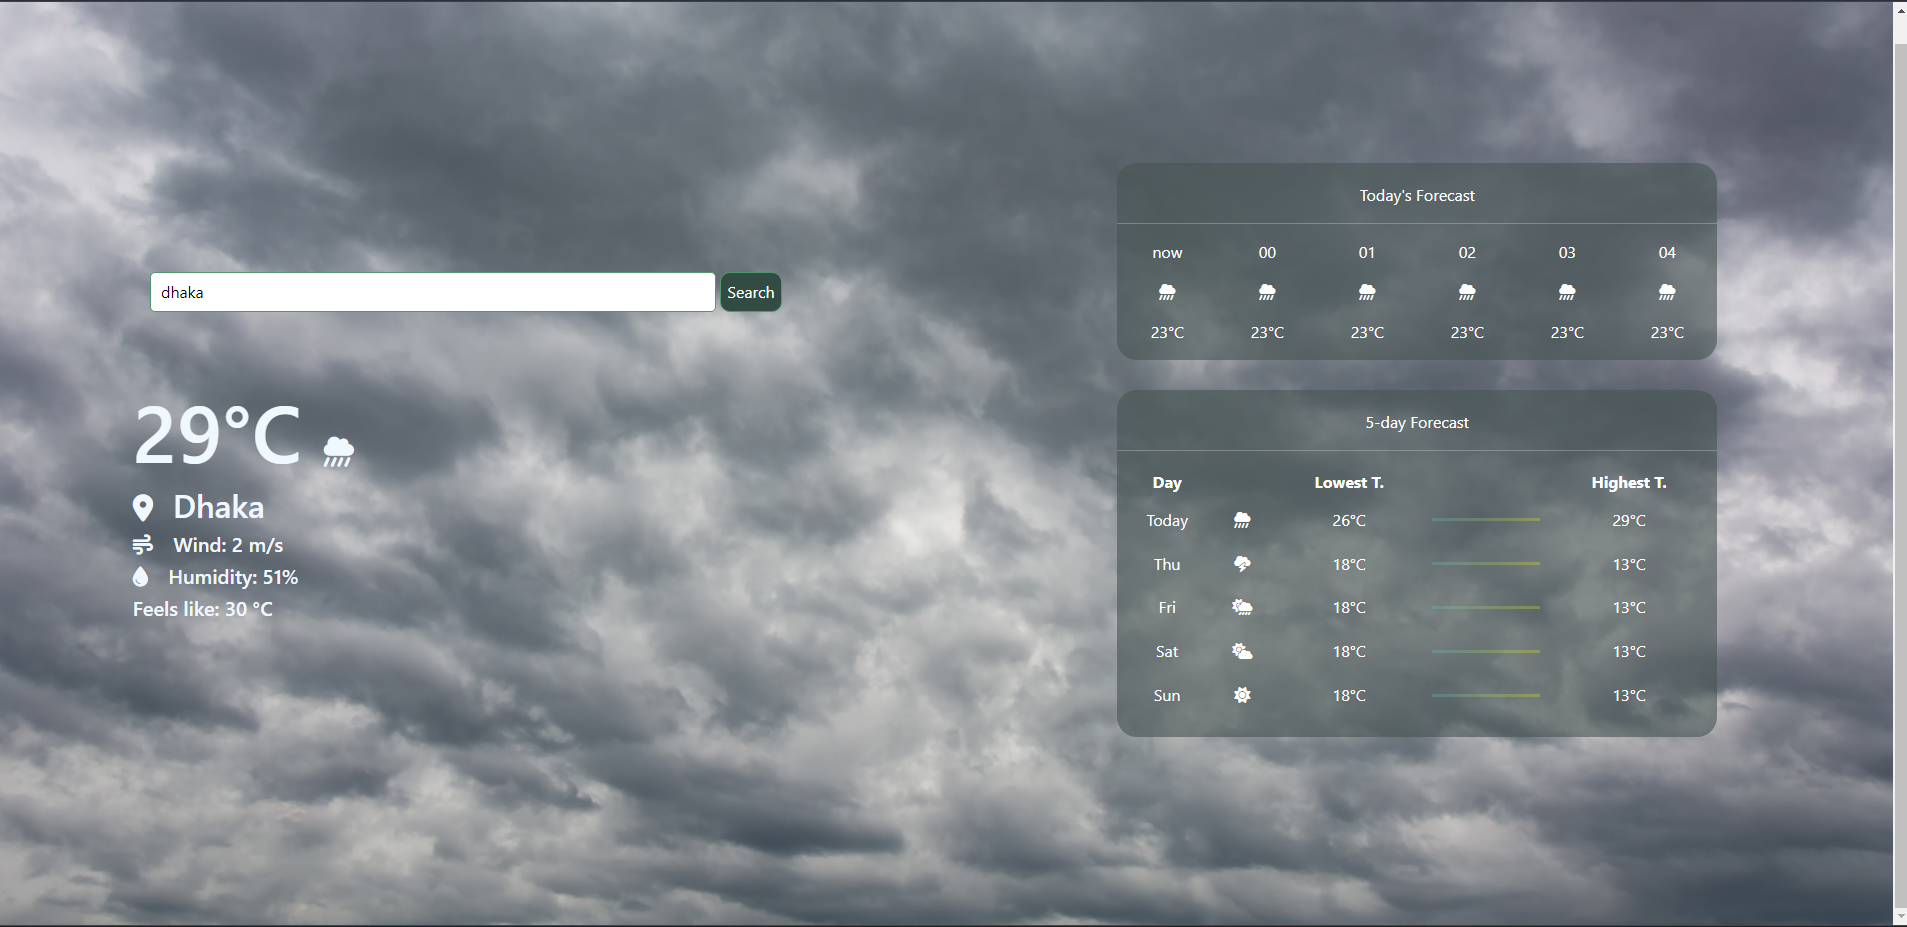 dhaka
Search
29°C
Dhaka
Wind: 2 m/s
Humidity: 51%
Feels like: 30 °C
Today's Forecast
now 00 01 02 03 04
23°C 23°C 23°C 23°C 23°C 23°C
5-day Forecast
Day Lowest T. Highest T.
Today 26°C 29°C
Thu 18°C 13°C
Fri 18°C 13°C
Sat 18°C 13°C
Sun 18°C 13°C